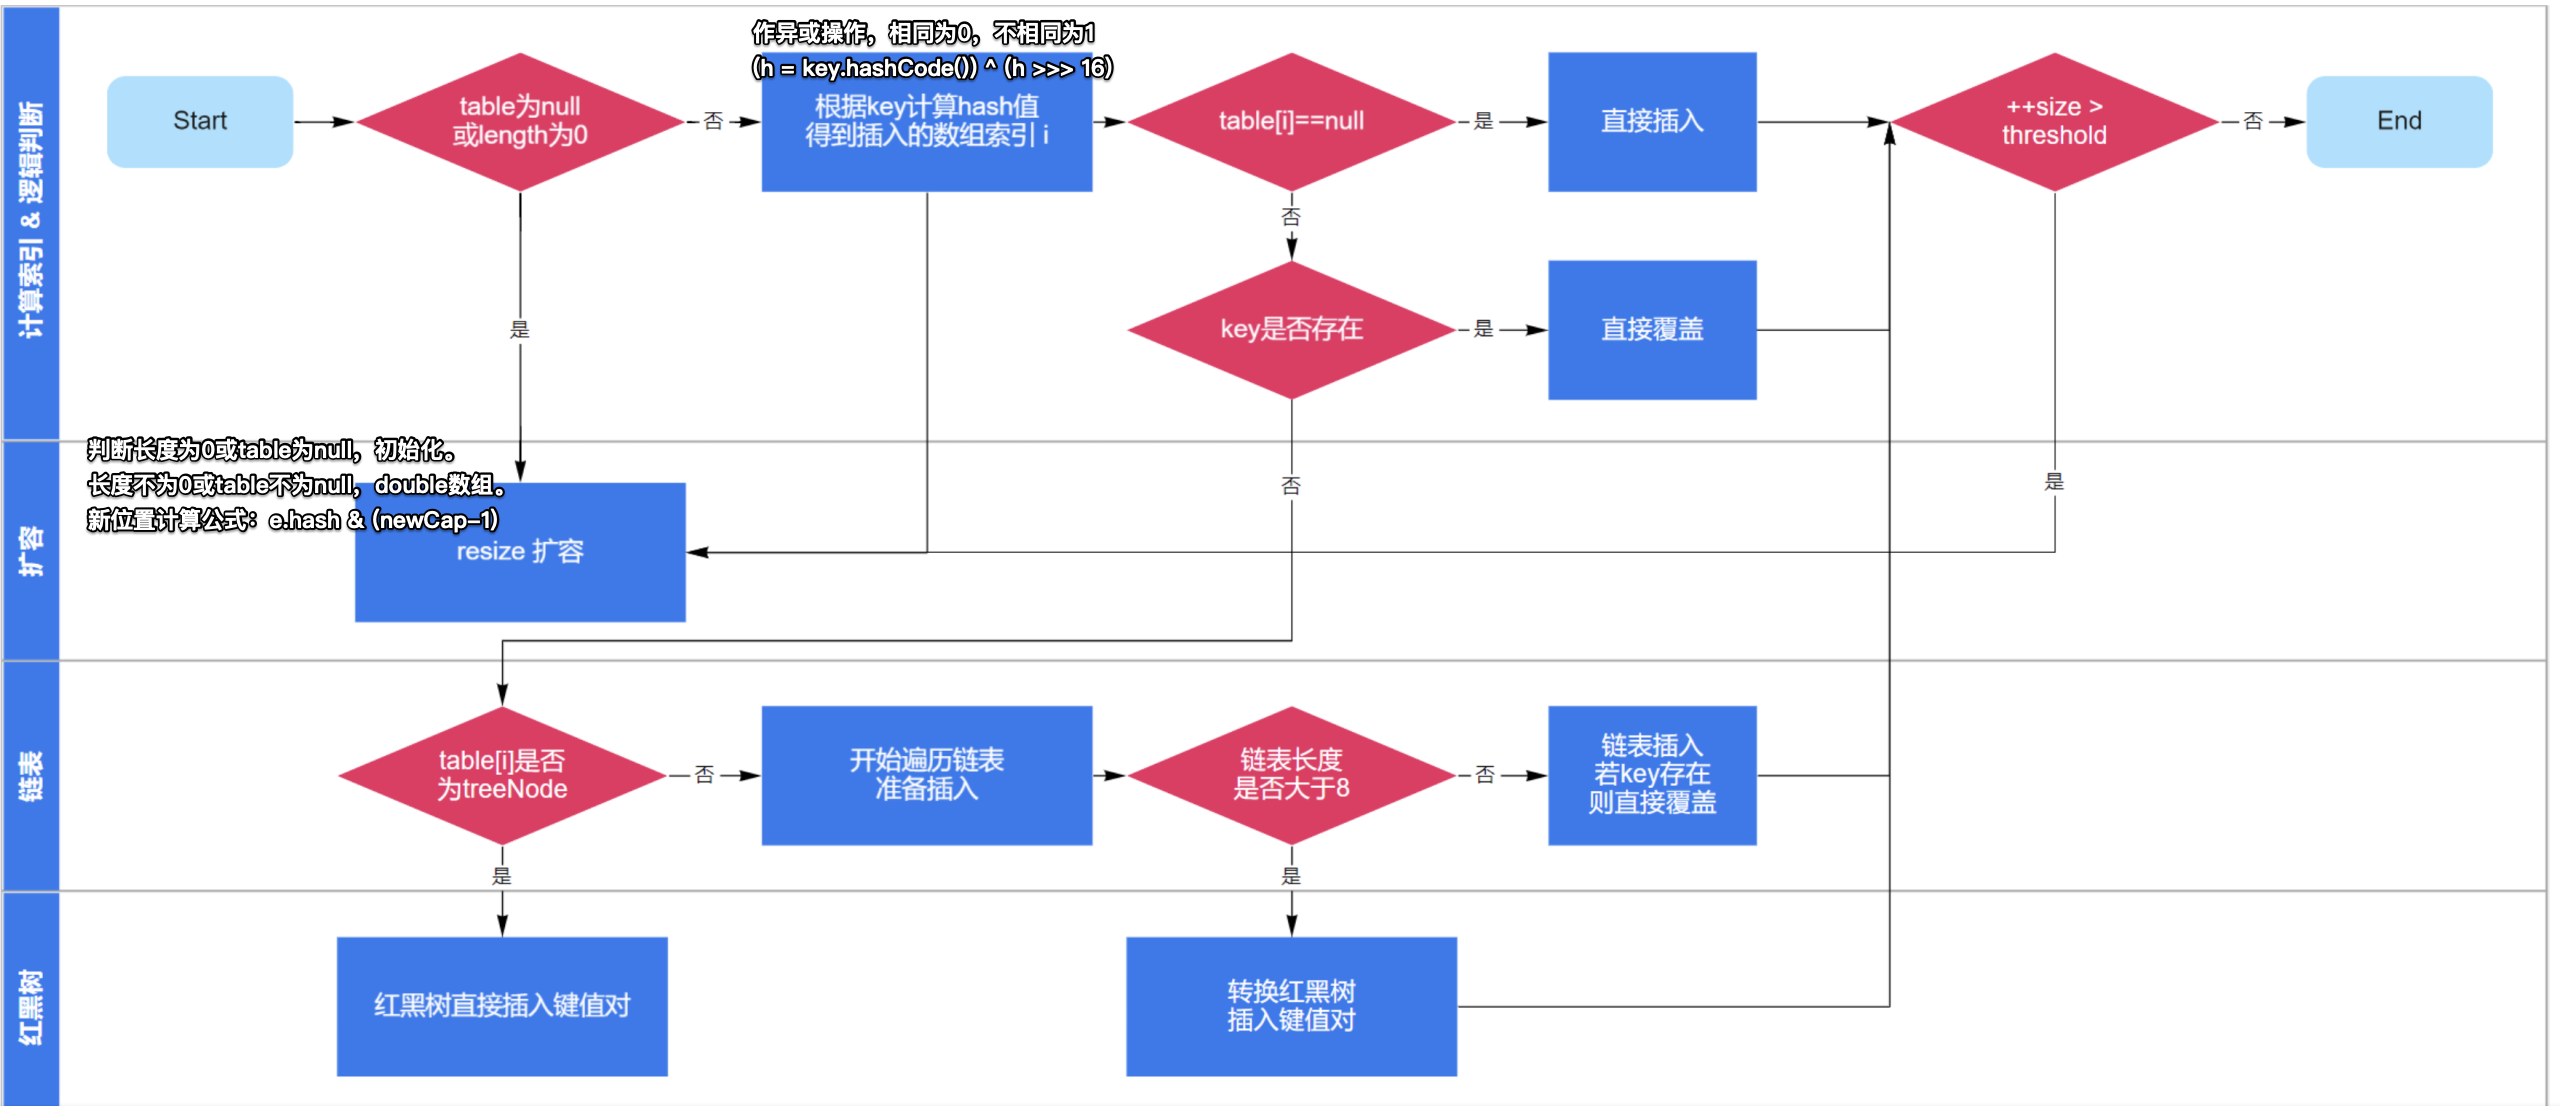 计算索引 & 逻辑判断
作异或操作，相同为0，不相同为1
(h = key.hashCode()) ^ (h >>> 16)
Start
table为null
或length为0
否
根据key计算hash值
得到插入的数组索引 i
table[i]==null
是
直接插入
++size >
threshold
否
End
否
是
key是否存在
是
直接覆盖
扩容
判断长度为0或table为null，初始化。
长度不为0或table不为null，double数组。
新位置计算公式：e.hash & (newCap-1)
resize 扩容
否
是
链表
table[i]是否
为treeNode
否
开始遍历链表
准备插入
链表长度
是否大于8
否
链表插入
若key存在
则直接覆盖
是
是
红黑树
红黑树直接插入键值对
转换红黑树
插入键值对